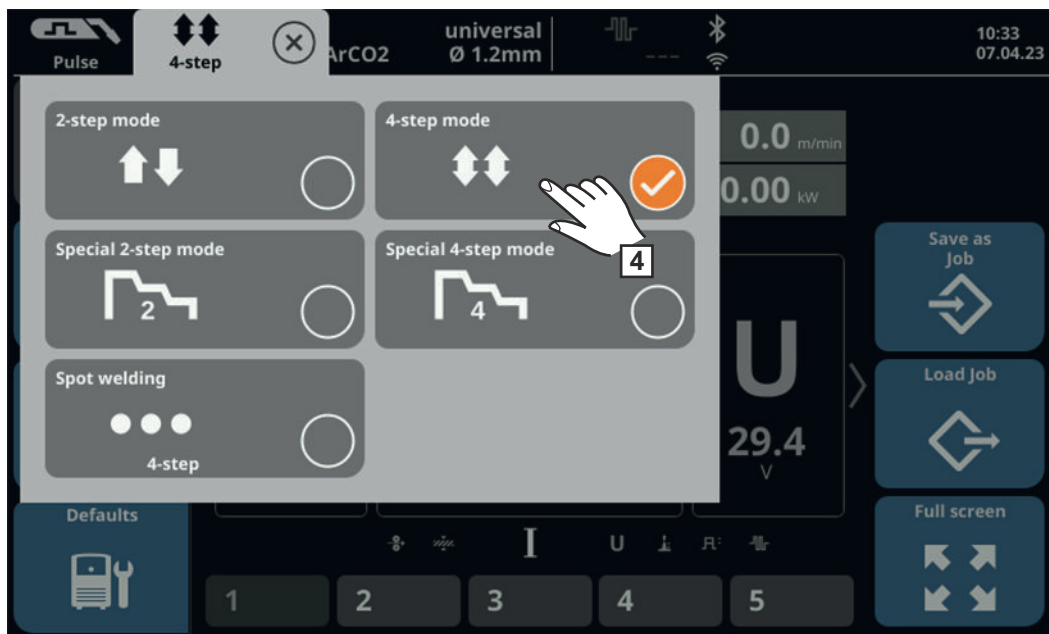 Pulse
4-step
ArCO2
universal
Ø 1.2mm
---
10:33
07.04.23
2-step mode
4-step mode
0.0 m/min
0.00 kW
Special 2-step mode
2
Special 4-step mode
4
4
Save as
Job
Spot welding
4-step
U
29.4
V
Load Job
Defaults
I
U
Full screen
1
2
3
4
5